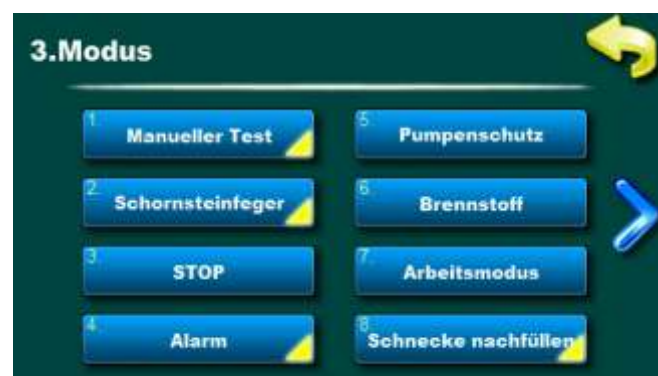 3.Modus
1. Manueller Test
5. Pumpenschutz
2. Schornsteinfeger
6. Brennstoff
3. STOP
7. Arbeitsmodus
4. Alarm
8. Schnecke nachfüllen